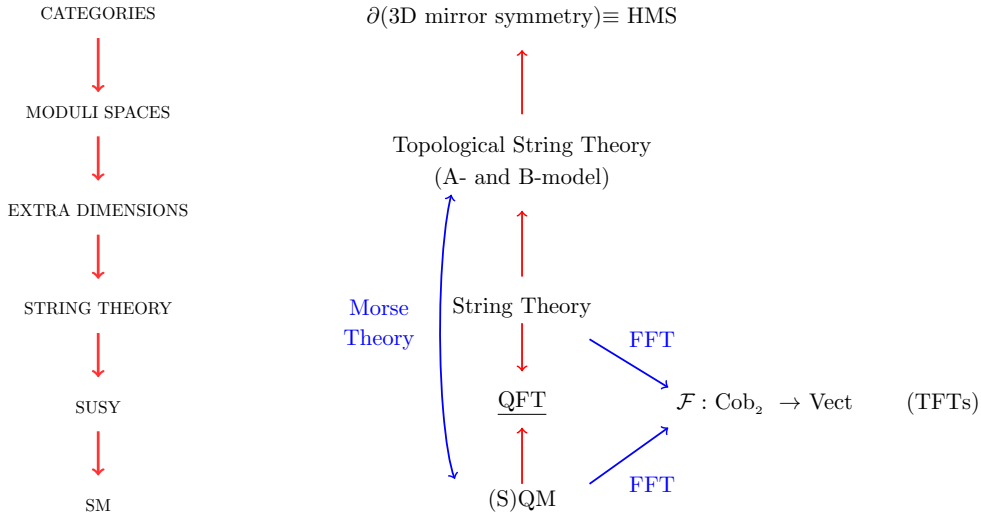 CATEGORIES
MODULI SPACES
EXTRA DIMENSIONS
STRING THEORY
SUSY
SM
∂(3D mirror symmetry)≡ HMS
Topological String Theory
(A- and B-model)
Morse
Theory
String Theory
FFT
QFT
ℱ : Cob₂ → Vect (TFTs)
FFT
(S)QM